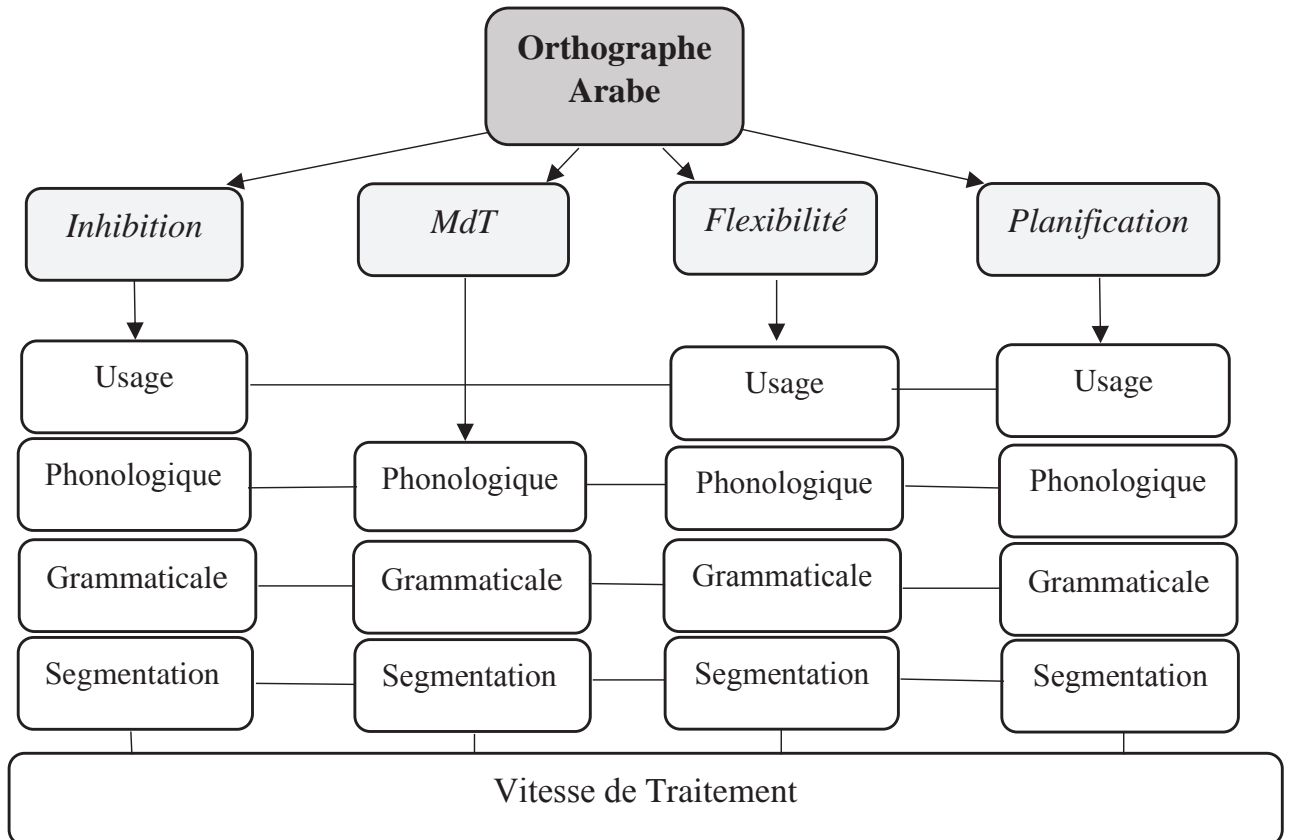 Orthographe
Arabe
Inhibition
MdT
Flexibilité
Planification
Usage
Usage
Usage
Phonologique
Phonologique
Phonologique
Phonologique
Grammaticale
Grammaticale
Grammaticale
Grammaticale
Segmentation
Segmentation
Segmentation
Segmentation
Vitesse de Traitement